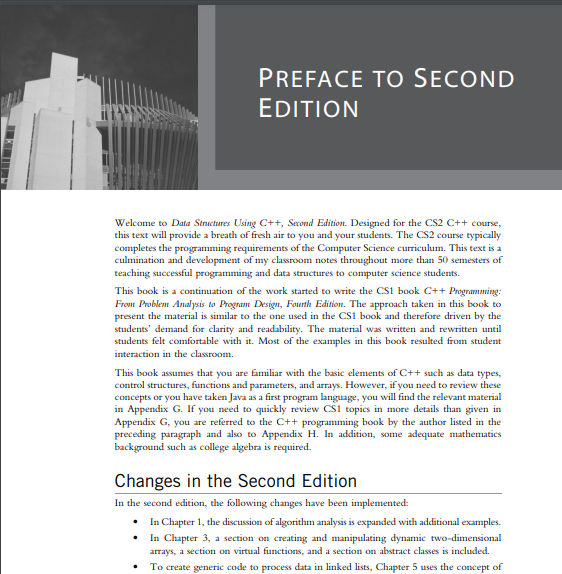 PREFACE TO SECOND
EDITION
Welcome to Data Structures Using C++, Second Edition. Designed for the CS2 C++ course,
this text will provide a breath of fresh air to you and your students. The CS2 course typically
completes the programming requirements of the Computer Science curriculum. This text is a
culmination and development of my classroom notes throughout more than 50 semesters of
teaching successful programming and data structures to computer science students.
This book is a continuation of the work started to write the CS1 book C++ Programming:
From Problem Analysis to Program Design, Fourth Edition. The approach taken in this book to
present the material is similar to the one used in the CS1 book and therefore driven by the
students' demand for clarity and readability. The material was written and rewritten until
students felt comfortable with it. Most of the examples in this book resulted from student
interaction in the classroom.
This book assumes that you are familiar with the basic elements of C++ such as data types,
control structures, functions and parameters, and arrays. However, if you need to review these
concepts or you have taken Java as a first program language, you will find the relevant material
in Appendix G. If you need to quickly review CS1 topics in more details than given in
Appendix G, you are referred to the C++ programming book by the author listed in the
preceding paragraph and also to Appendix H. In addition, some adequate mathematics
background such as college algebra is required.
Changes in the Second Edition
In the second edition, the following changes have been implemented:
• In Chapter 1, the discussion of algorithm analysis is expanded with additional examples.
• In Chapter 3, a section on creating and manipulating dynamic two-dimensional
arrays, a section on virtual functions, and a section on abstract classes is included.
• To create generic code to process data in linked lists, Chapter 5 uses the concept of